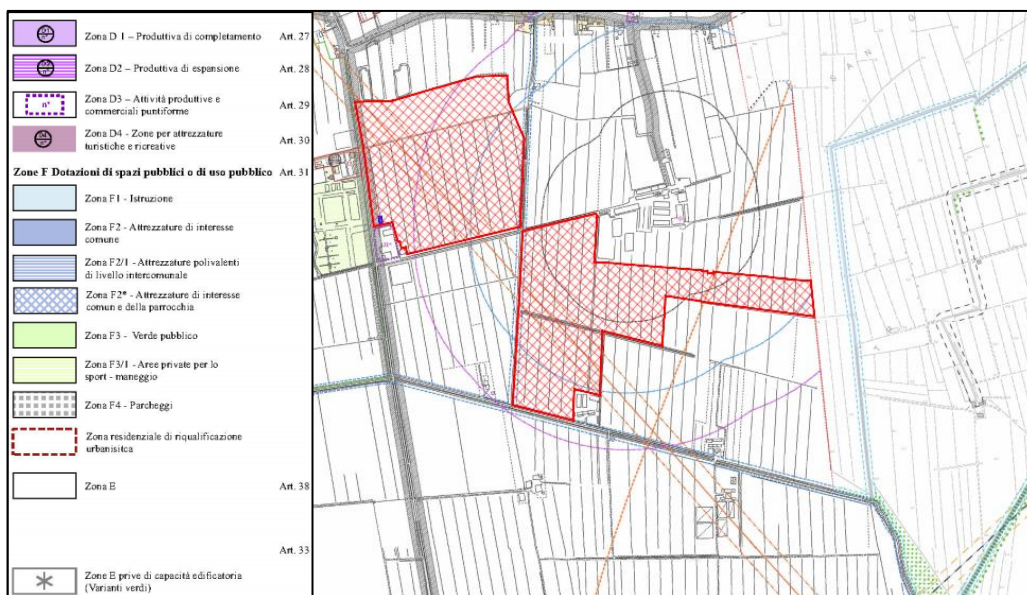 Zona D 1 – Produttiva di completamento Art. 27
Zona D2 – Produttiva di espansione Art. 28
n° Zona D3 – Attività produttive e
commerciali puntiforme Art. 29
Zona D4 - Zone per attrezzature
turistiche e ricreative Art. 30
Zone F Dotazioni di spazi pubblici o di uso pubblico Art. 31
Zona F1 - Istruzione
Zona F2 - Attrezzature di interesse
comune
Zona F2/1 - Attrezzature polivalenti
di livello intercomunale
Zona F2* - Attrezzature di interesse
comun e della parrocchia
Zona F3 - Verde pubblico
Zona F3/1 - Aree private per lo
sport - maneggio
Zona F4 - Parcheggi
Zona residenziale di riqualificazione
urbanisitca
Zona E Art. 38
Art. 33
Zone E prive di capacità edificatoria
(Varianti verdi)